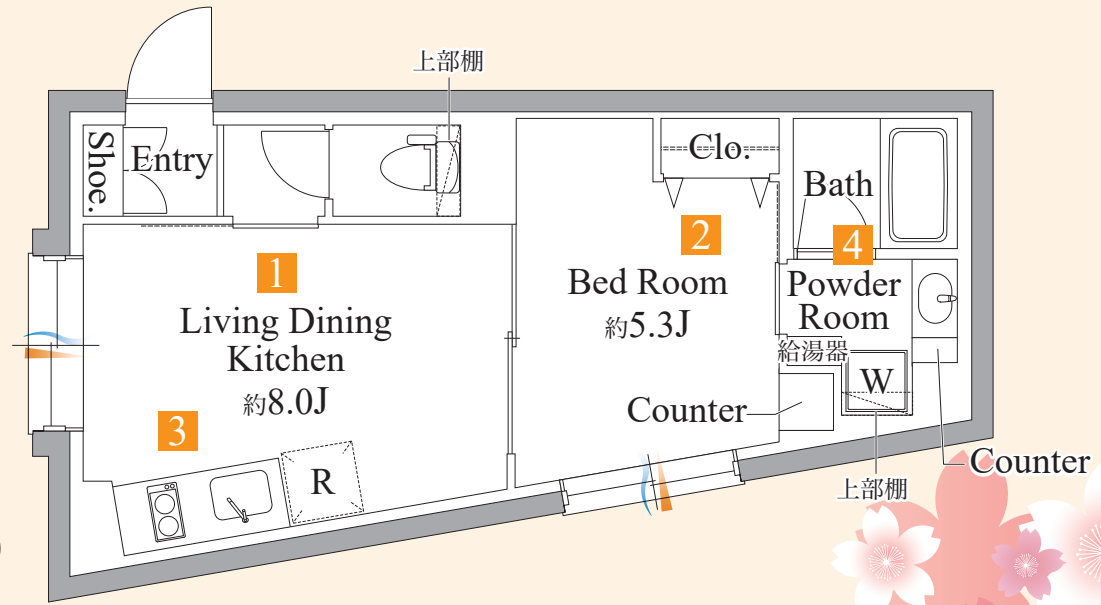 上部棚
Shoe.
Entry
Clo.
Bath
1
2
4
Living Dining
Kitchen
約8.0J
Bed Room
約5.3J
Powder
Room
給湯器
W
3
Counter
R
Counter
上部棚